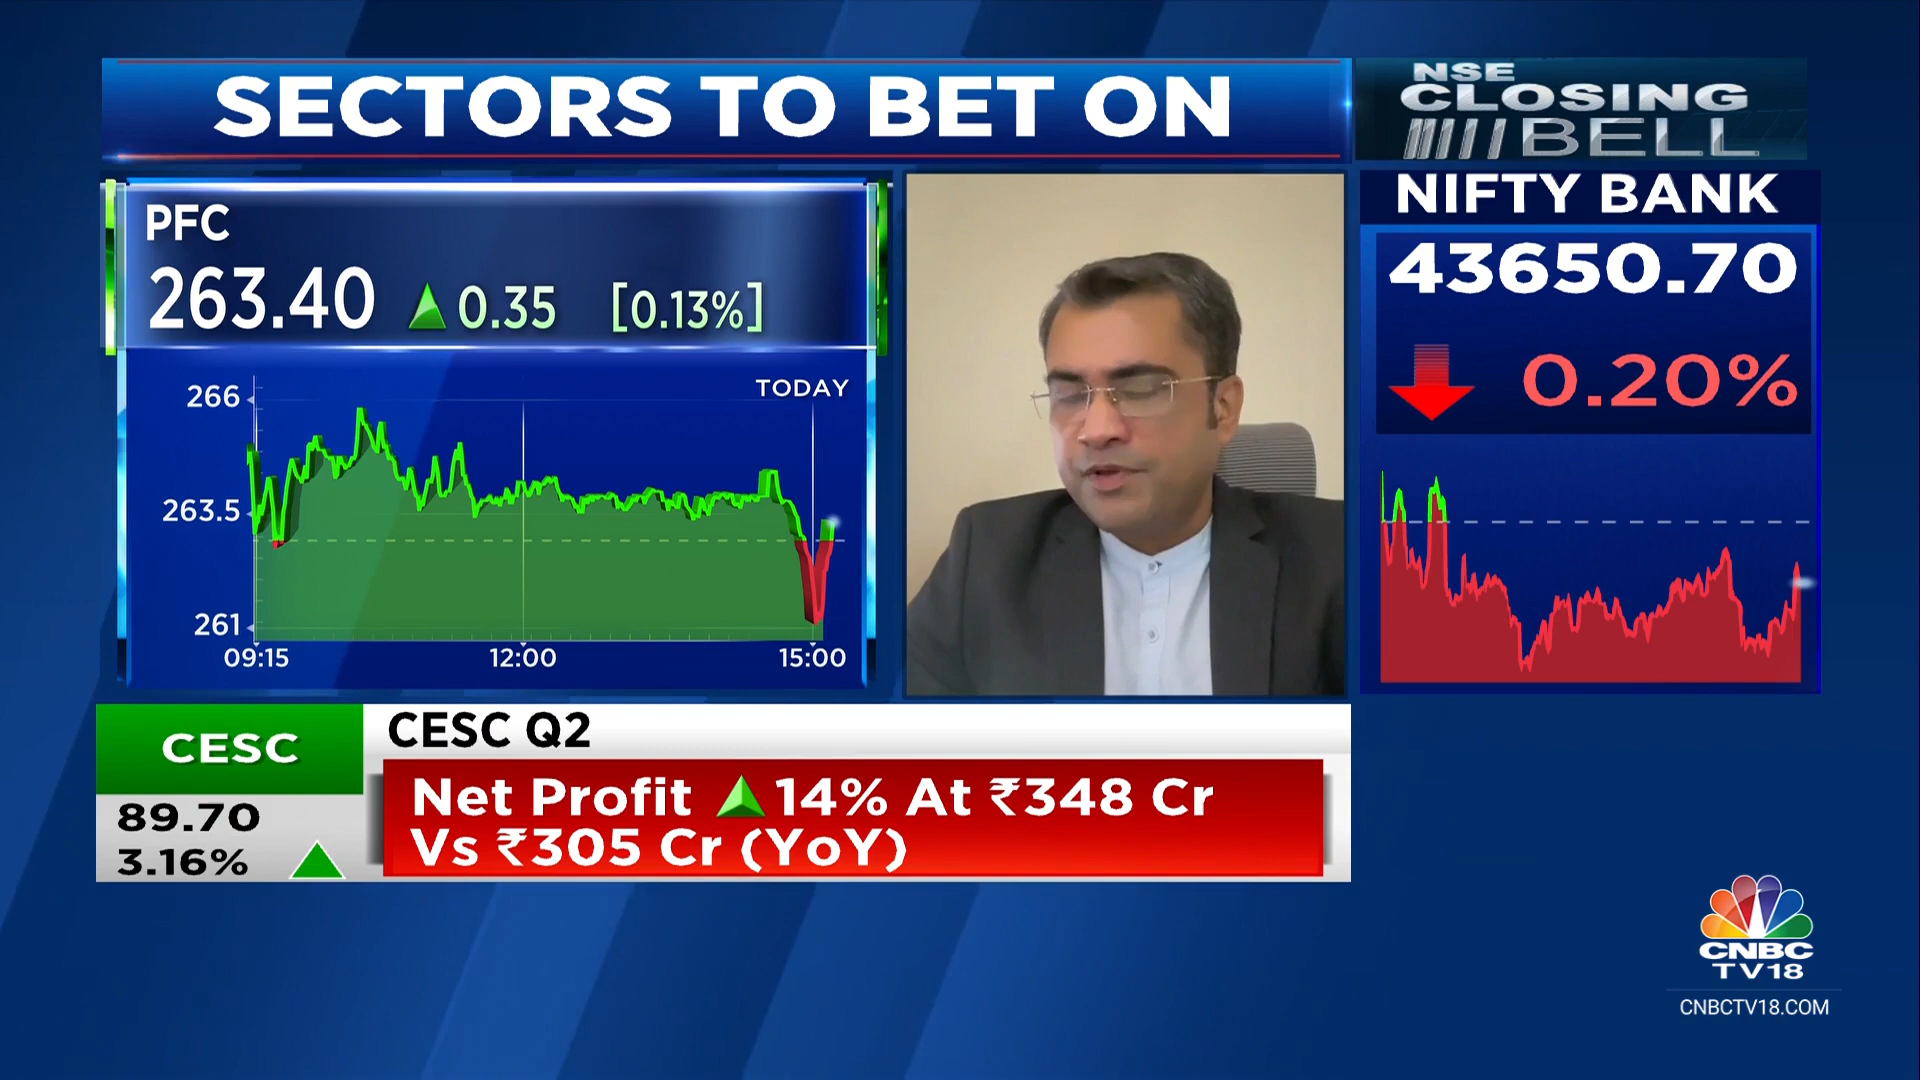 SECTORS TO BET ON
NSE
CLOSING
BELL
PFC
263.40 ▲ 0.35 [0.13%]
TODAY
266
263.5
261
09:15 12:00 15:00
NIFTY BANK
43650.70
0.20%
CESC
89.70
3.16%
CESC Q2
Net Profit ▲14% At ₹348 Cr
Vs ₹305 Cr (YoY)
CNBC
TV18
CNBCTV18.COM